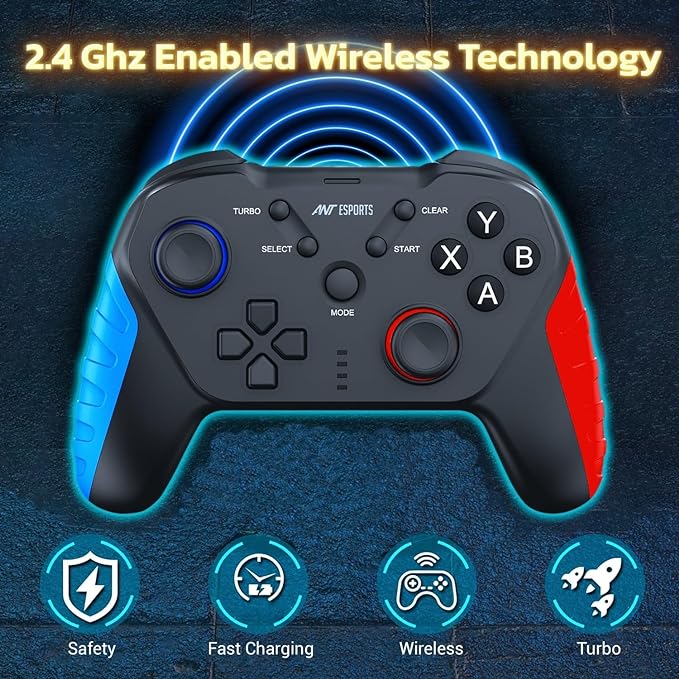 2.4 Ghz Enabled Wireless Technology
TURBO
ANT ESPORTS
CLEAR
SELECT
START
MODE
Y
X
B
A
Safety
Fast Charging
Wireless
Turbo